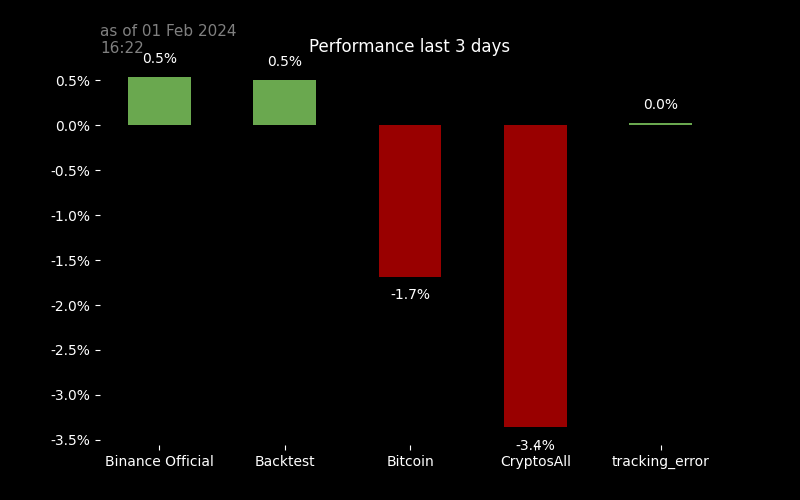 as of 01 Feb 2024
16:22
Performance last 3 days
0.5%
0.5%
0.0%
-1.7%
-3.4%
0.5%
0.0%
-0.5%
-1.0%
-1.5%
-2.0%
-2.5%
-3.0%
-3.5%
Binance Official
Backtest
Bitcoin
CryptosAll
tracking_error